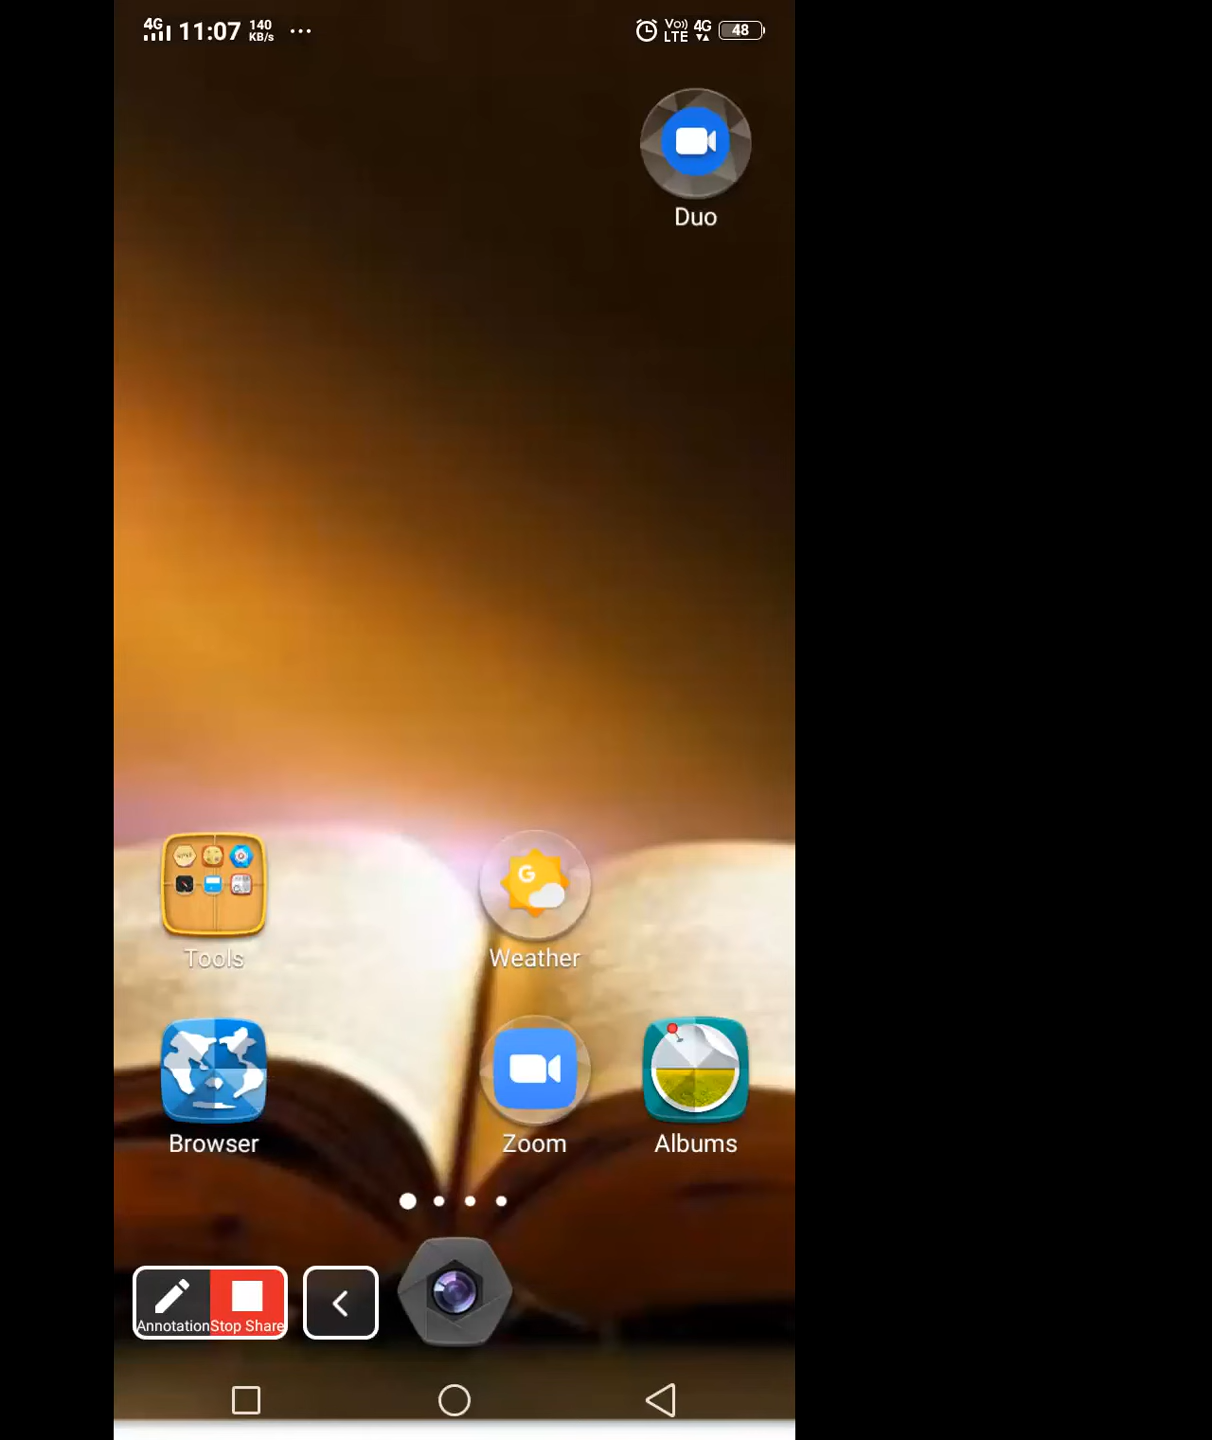 4G 11:07 140 KB/s ... VoLTE 4G 48
Duo
G
Tools
Weather
Browser
Zoom
Albums
Annotation Stop Share